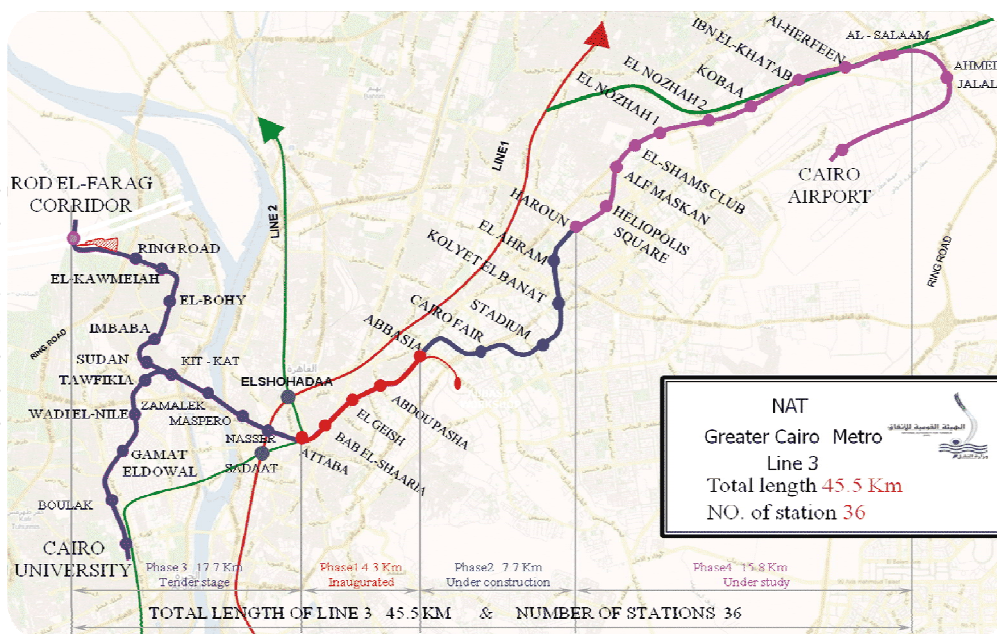 Al-HERFEEN
IBN EL-KHATAB
AL - SALAAM
KOBAA
AHMED
JALAL
EL NOZHAH 2
EL NOZHAH 1
EL-SHAMS CLUB
ALF MASKAN
HELIOPOLIS
SQUARE
CAIRO
AIRPORT
HAROUN
EL AHRAM
KOLYET EL BANAT
STADIUM
CAIRO FAIR
ABBASIA
LINE1
LINE 2
RING ROAD
ROD EL-FARAG
CORRIDOR
RING ROAD
EL-KAWMEIAH
EL-BOHY
RING ROAD
IMBABA
SUDAN
KIT - KAT
TAWFIKIA
القاهرة
ELSHOHADAA
WADI EL-NILE
ZAMALEK
MASPERO
NASSER
SADAAT
ATTABA
BAB EL-SHAARIA
EL GEISH
ABDOU PASHA
GAMAT
ELDOWAL
BOULAK
CAIRO
UNIVERSITY
NAT
الهيئة القومية للإنفاق
Greater Cairo Metro
Line 3
Total length 45.5 Km
NO. of station 36
Phase 3 17.7 Km
Tender stage
Phase1 4.3 Km
Inaugurated
Phase2 7.7 Km
Under construction
Phase4 15.8 Km
Under study
TOTAL LENGTH OF LINE 3 45.5 KM & NUMBER OF STATIONS 36